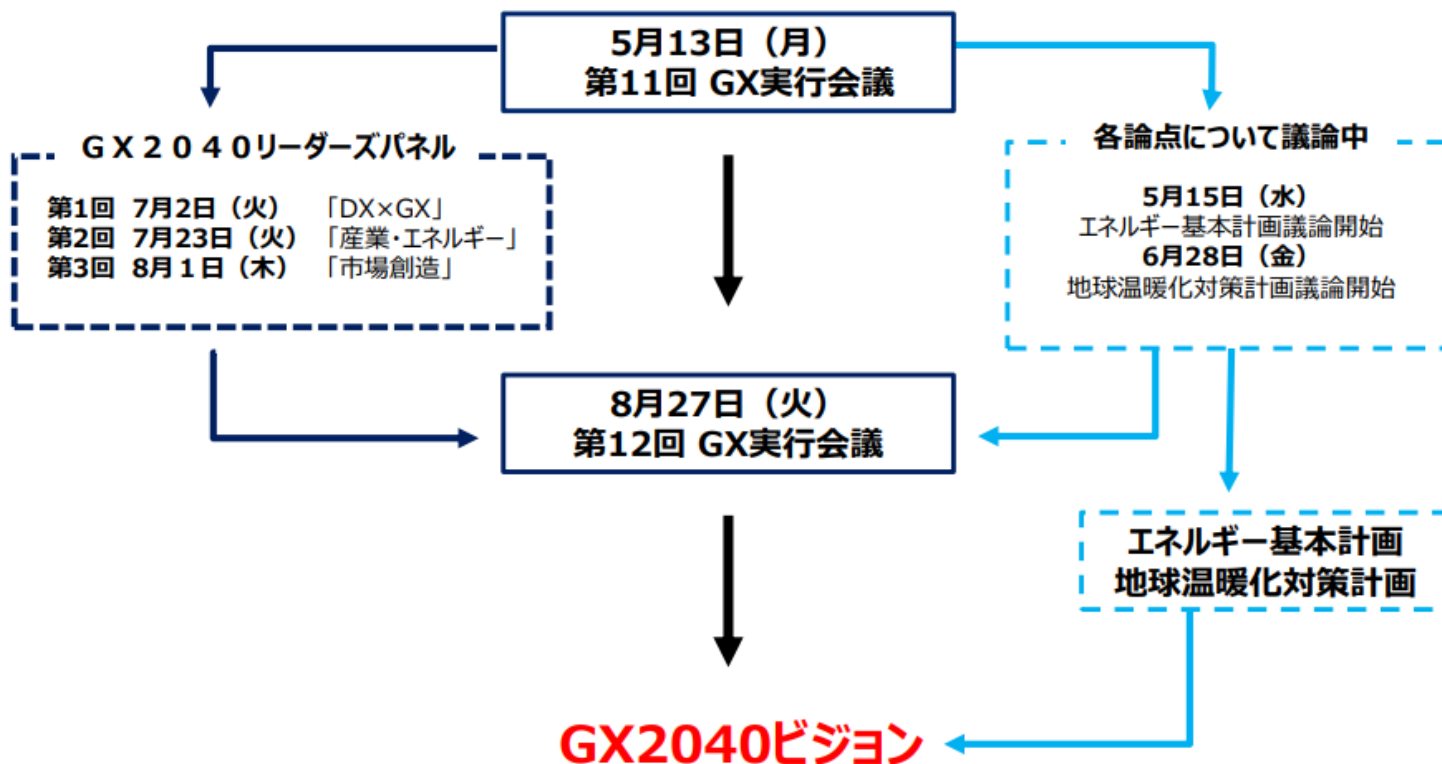 5月13日（月）
第11回 GX実行会議
ＧＸ２０４０リーダーズパネル
第1回 7月2日（火） 「DX×GX」
第2回 7月23日（火） 「産業・エネルギー」
第3回 8月１日（木） 「市場創造」
各論点について議論中
5月15日（水）
エネルギー基本計画議論開始
6月28日（金）
地球温暖化対策計画議論開始
8月27日（火）
第12回 GX実行会議
エネルギー基本計画
地球温暖化対策計画
GX2040ビジョン